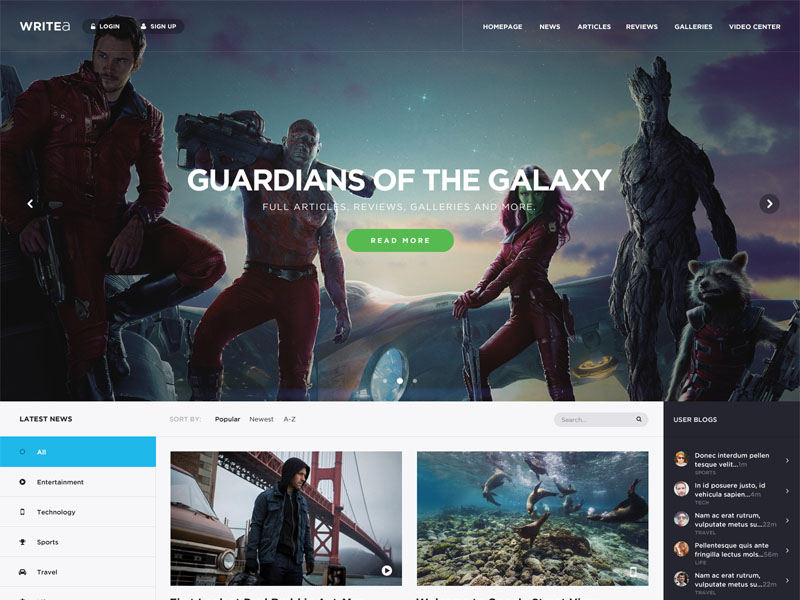 WRITEa
LOGIN
SIGN UP
HOMEPAGE
NEWS
ARTICLES
REVIEWS
GALLERIES
VIDEO CENTER
GUARDIANS OF THE GALAXY
FULL ARTICLES, REVIEWS, GALLERIES AND MORE.
READ MORE
LATEST NEWS
All
Entertainment
Technology
Sports
Travel
SORT BY:
Popular
Newest
A-Z
Search...
USER BLOGS
Donec interdum pellen
tesque velit...1m
SPORTS
In id posuere justo, id
vehicula sapien...4m
TECH
Nam ac erat rutrum,
vulputate metus su...22m
TRAVEL
Pellentesque quis ante
fringilla lectus mols...56m
LIFE
Nam ac erat rutrum,
vulputate metus su...22m
TRAVEL